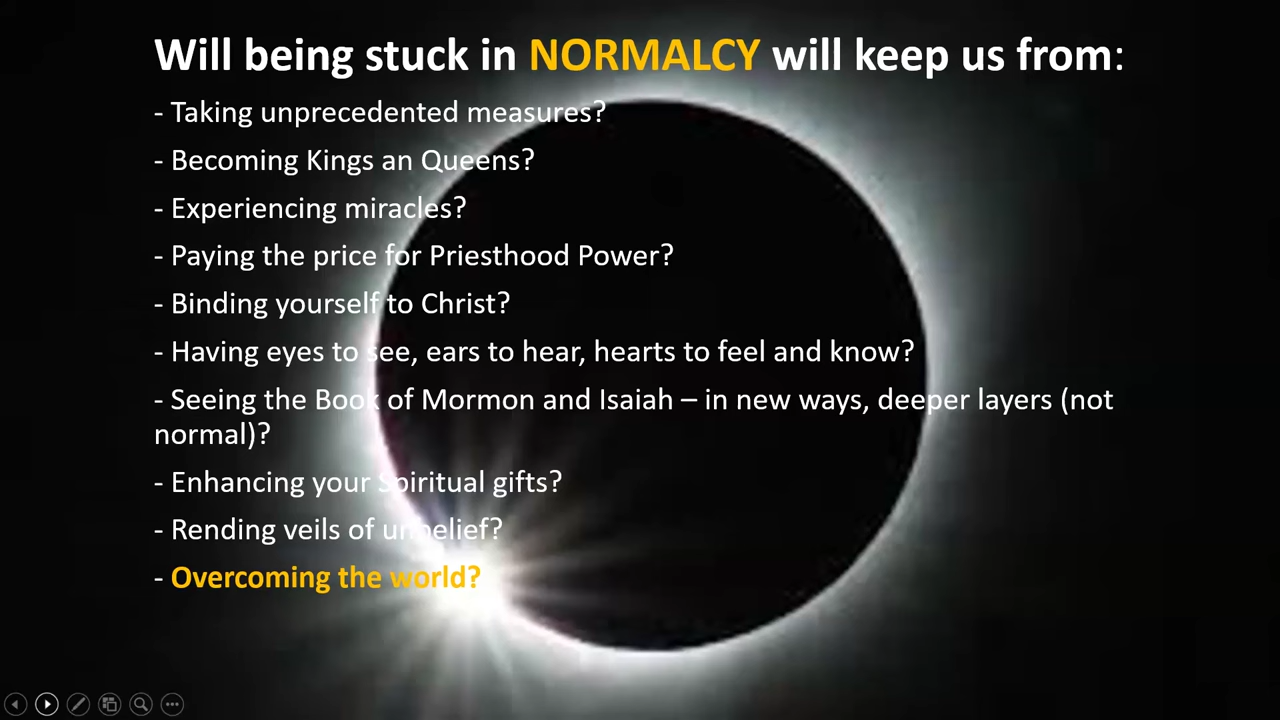 Will being stuck in NORMALCY will keep us from:
- Taking unprecedented measures?
- Becoming Kings an Queens?
- Experiencing miracles?
- Paying the price for Priesthood Power?
- Binding yourself to Christ?
- Having eyes to see, ears to hear, hearts to feel and know?
- Seeing the Book of Mormon and Isaiah – in new ways, deeper layers (not
normal)?
- Enhancing your Spiritual gifts?
- Rending veils of unbelief?
- Overcoming the world?